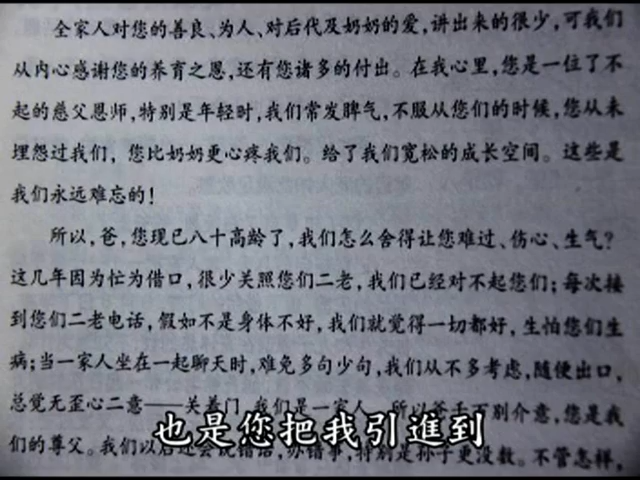 全家人对您的善良、为人、对后代及奶奶的爱，讲出来的很少，可我们
从内心感谢您的养育之恩，还有您诸多的付出。在我心里，您是一位了不
起的慈父恩师，特别是年轻时，我们常发脾气，不服从您们的时候，您从未
埋怨过我们，您比奶奶更心疼我们。给了我们宽松的成长空间。这些是
我们永远难忘的！
所以，爸，您现已八十高龄了，我们怎么舍得让您难过、伤心、生气？
这几年因为忙为借口，很少关照您们二老，我们已经对不起您们；每次接
到您们二老电话，假如不是身体不好，我们就觉得一切都好，生怕您们生
病；当一家人坐在一起聊天时，难免多句少句，我们从不多考虑，随便出口，
总觉无歪心二意——关着门，我们是一家人。所以爸千万别介意，您是我
们的尊父。我们以后还会说错话，办错事，特别是孙子更没数。不管怎样，
也是您把我引進到